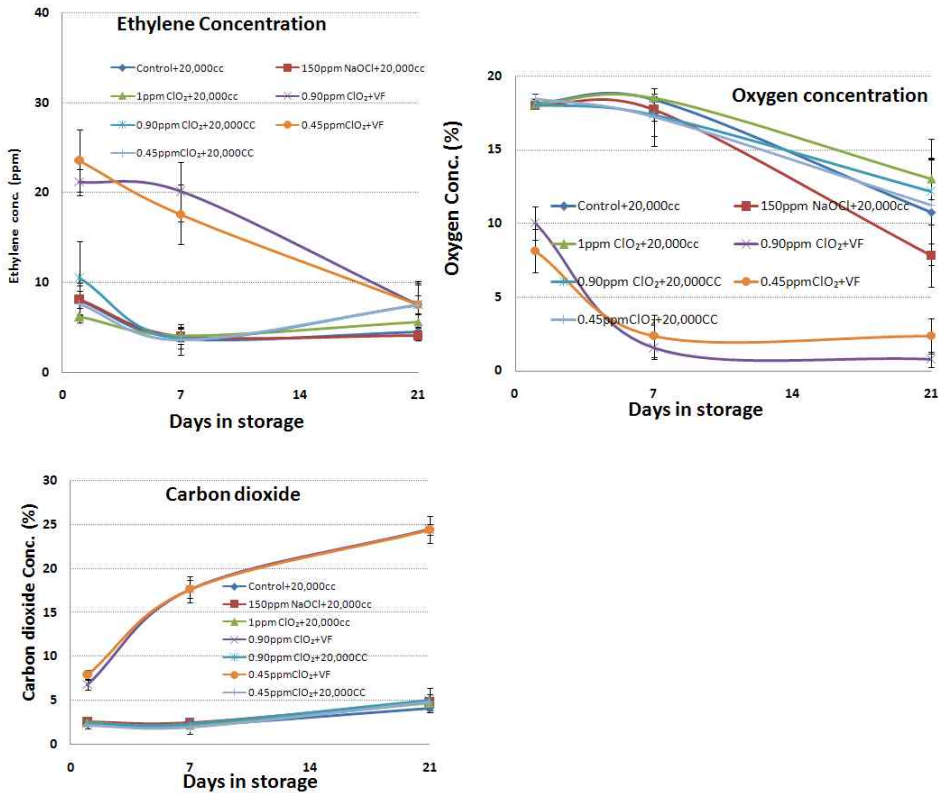 Ethylene Concentration
40
30
20
10
0
Ethylene conc. (ppm)
Control+20,000cc
150ppm NaOCl+20,000cc
1ppm ClO₂+20,000cc
0.90ppm ClO₂+VF
0.90ppm ClO₂+20,000CC
0.45ppmClO₂+VF
0.45ppmClO₂+20,000CC
0 7 14 21
Days in storage
Oxygen concentration
20
15
10
5
0
Oxygen Conc. (%)
Control+20,000cc
150ppm NaOCl+20,000cc
1ppm ClO₂+20,000cc
0.90ppm ClO₂+VF
0.90ppm ClO₂+20,000CC
0.45ppmClO₂+VF
0.45ppmClO₂+20,000CC
0 7 14 21
Days in storage
Carbon dioxide
30
25
20
15
10
5
0
Carbon dioxide Conc. (%)
Control+20,000cc
150ppm NaOCl+20,000cc
1ppm ClO₂+20,000cc
0.90ppm ClO₂+VF
0.90ppm ClO₂+20,000CC
0.45ppmClO₂+VF
0.45ppmClO₂+20,000CC
0 7 14 21
Days in storage